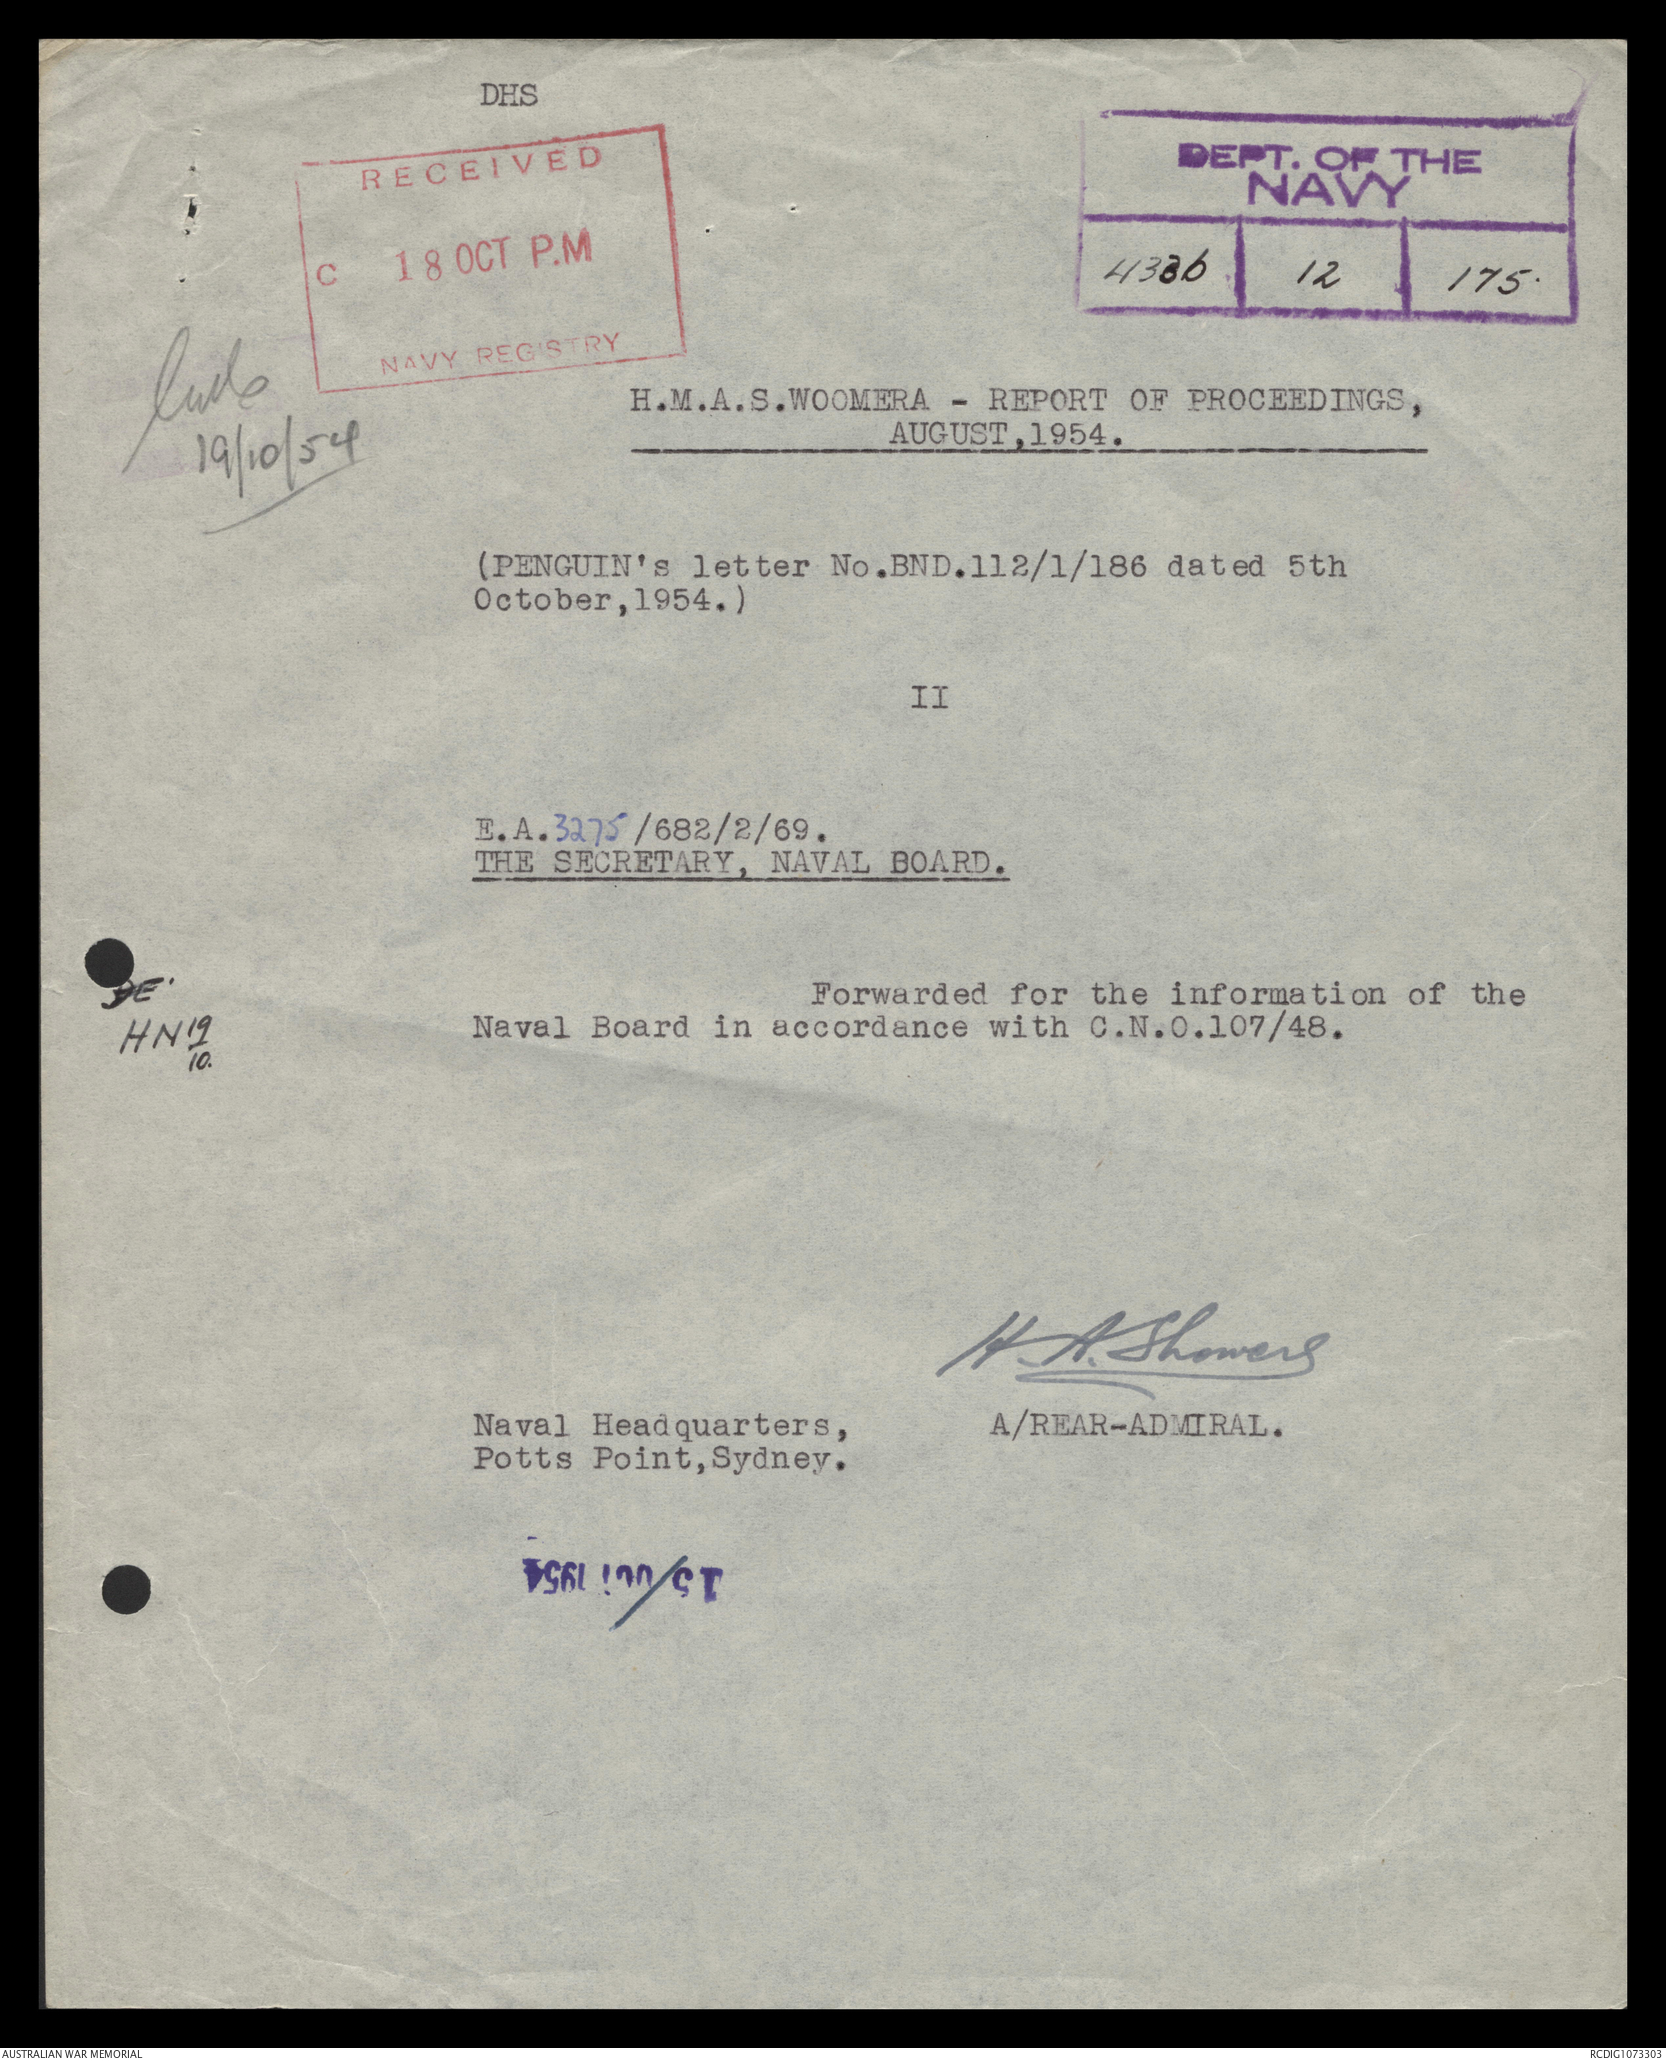 DHS
RECEIVED
C 18 OCT P.M
NAVY REGISTRY
DEPT. OF THE
NAVY
12 175.
19/10/54
H.M.A.S.WOOMERA - REPORT OF PROCEEDINGS,
AUGUST,1954.
(PENGUIN's letter No.BND.112/1/186 dated 5th
October,1954.)
II
E.A.3275/682/2/69.
THE SECRETARY, NAVAL BOARD.
HN 19
10.
Forwarded for the information of the
Naval Board in accordance with C.N.O.107/48.
H.A.Showers
Naval Headquarters,
Potts Point,Sydney.
A/REAR-ADMIRAL.
15 OCT 1954
AUSTRALIAN WAR MEMORIAL
RCDIG1073303